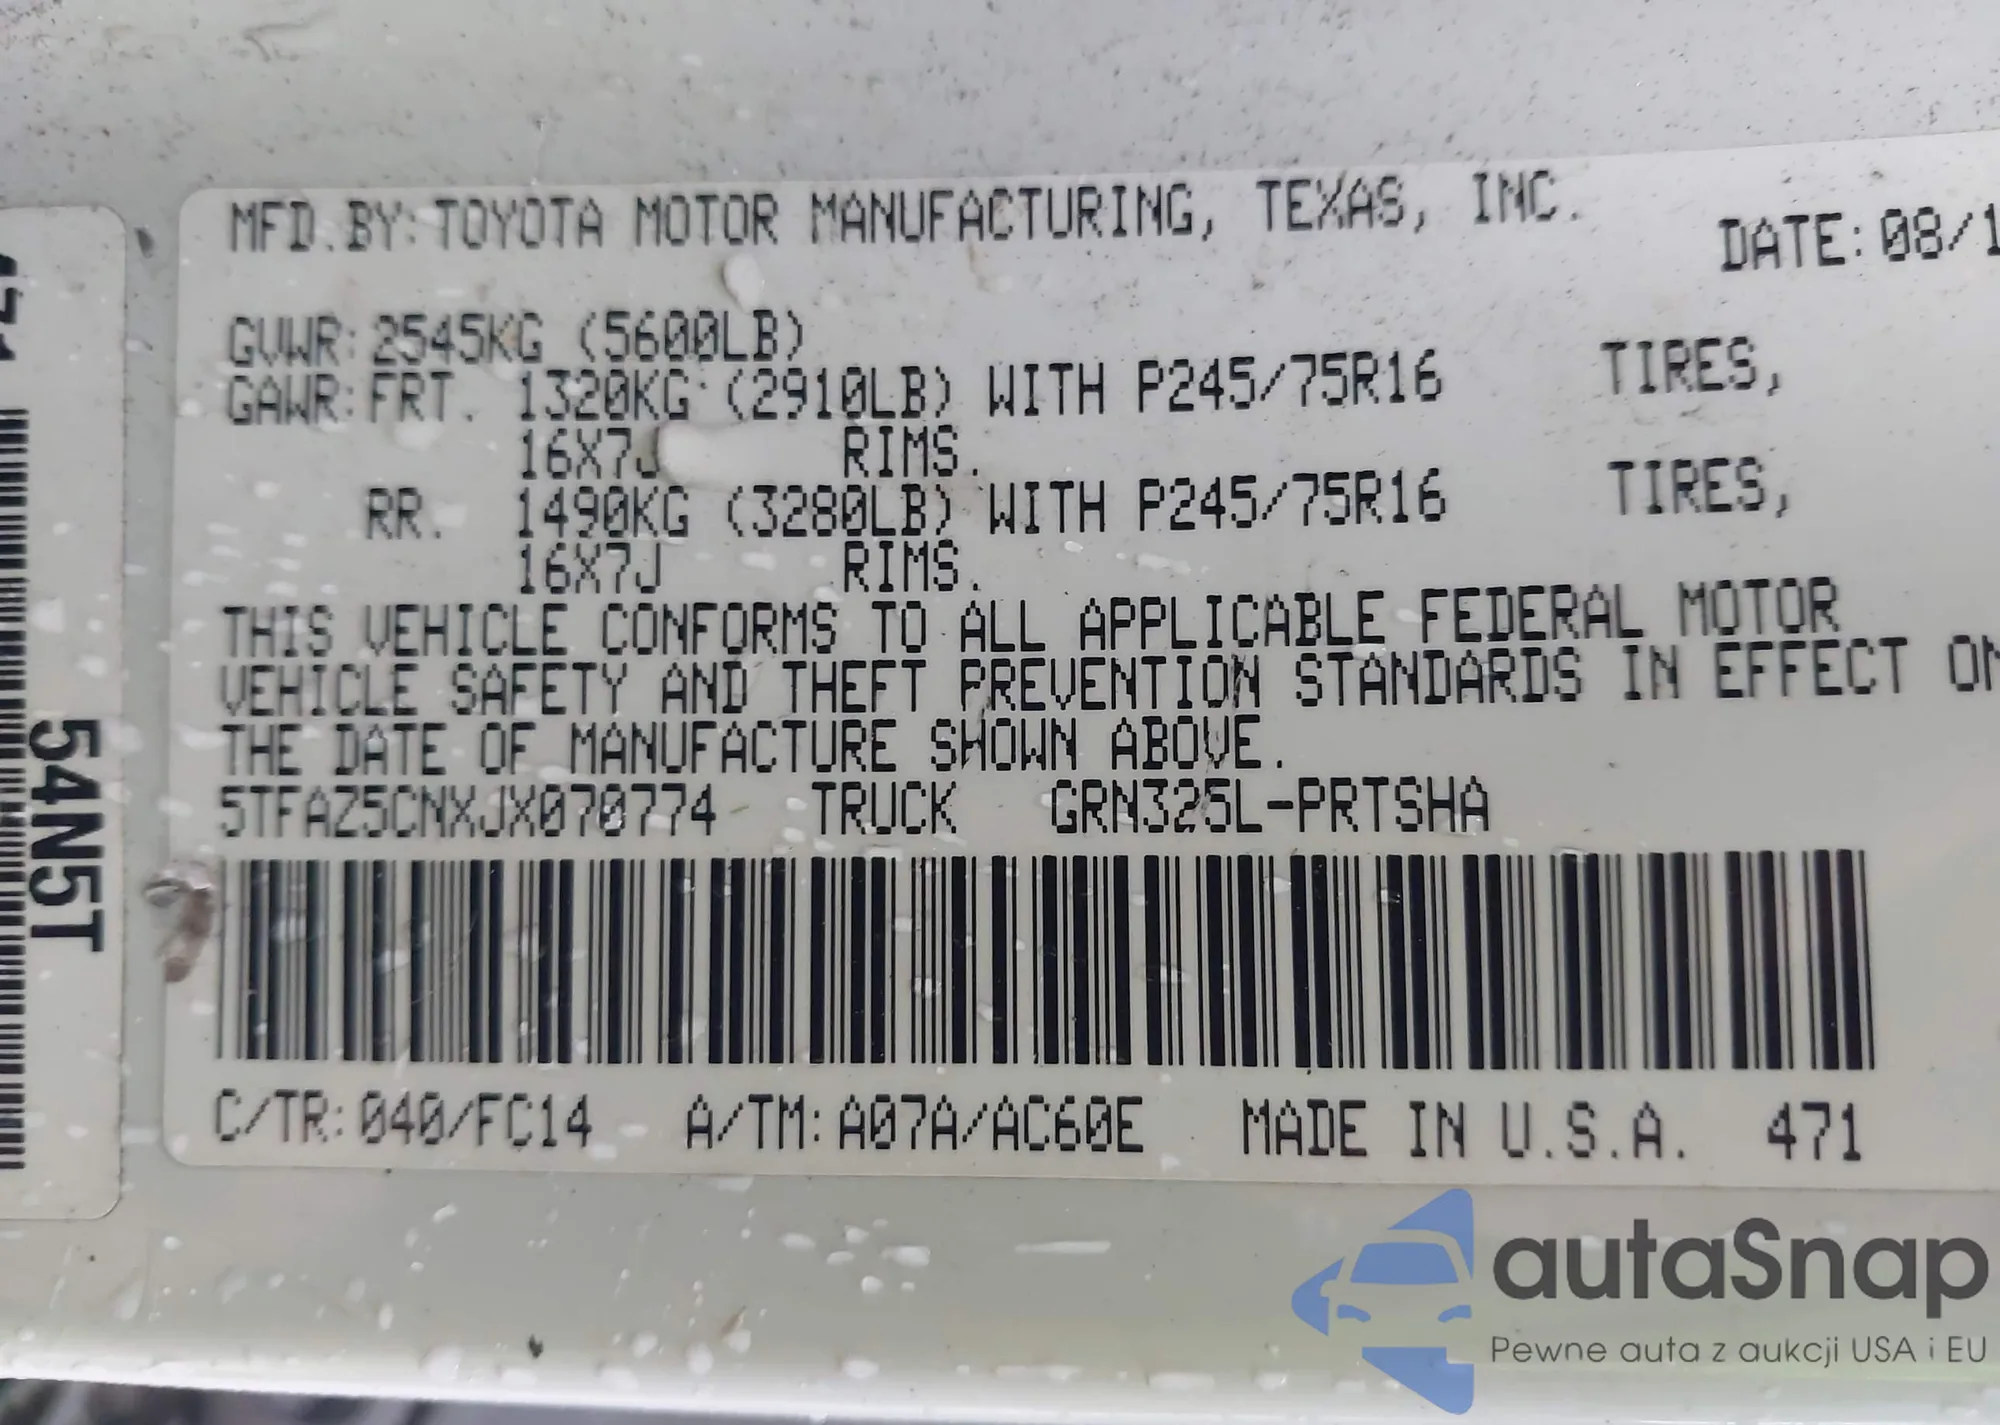 MFD.BY:TOYOTA MOTOR MANUFACTURING, TEXAS, INC.
DATE:08/1
GVWR:2545KG (5600LB)
GAWR:FRT. 1320KG (2910LB) WITH P245/75R16 TIRES,
16X7J RIMS.
RR. 1490KG (3280LB) WITH P245/75R16 TIRES,
16X7J RIMS.
THIS VEHICLE CONFORMS TO ALL APPLICABLE FEDERAL MOTOR
VEHICLE SAFETY AND THEFT PREVENTION STANDARDS IN EFFECT ON
THE DATE OF MANUFACTURE SHOWN ABOVE.
5TFAZ5CNXJX070774 TRUCK GRN325L-PRTSHA
C/TR:040/FC14 A/TM:A07A/AC60E MADE IN U.S.A. 471
54N5T
autaSnap
Pewne auta z aukcji USA i EU